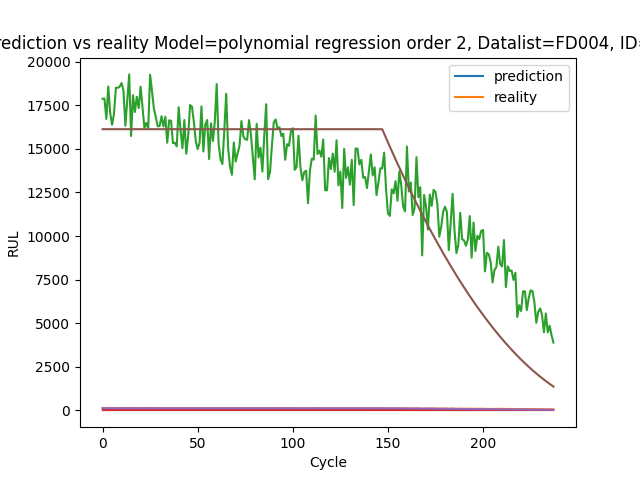 rediction vs reality Model=polynomial regression order 2, Datalist=FD004, ID=
prediction
reality
RUL
20000
17500
15000
12500
10000
7500
5000
2500
0
0 50 100 150 200
Cycle